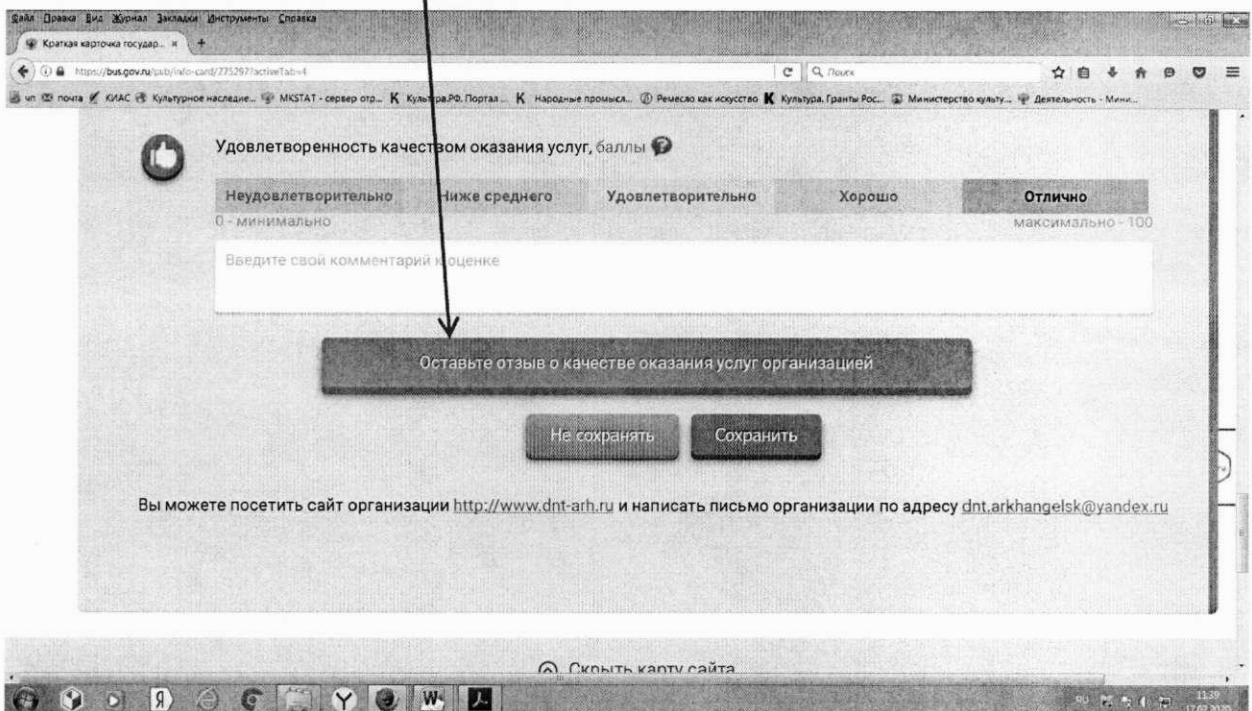 Файл Правка Вид Журнал Закладки Инструменты Справка
Краткая карточка государ... × +
https://bus.gov.ru/pub/info-card/275297?activeTab=4 Поиск
почта КИАС Культурное наследие... MKSTAT - сервер отр... Культура.РФ. Портал ... Народные промысл... Ремесло как искусство Культура. Гранты Рос... Министерство культу... Деятельность - Мини...
Удовлетворенность качеством оказания услуг, баллы ?
Неудовлетворительно Ниже среднего Удовлетворительно Хорошо Отлично
0 - минимально максимально - 100
Введите свой комментарий к оценке
Оставьте отзыв о качестве оказания услуг организацией
Не сохранять Сохранить
Вы можете посетить сайт организации http://www.dnt-arh.ru и написать письмо организации по адресу dnt.arkhangelsk@yandex.ru
Скрыть карту сайта
RU 11:39
17.02.2020